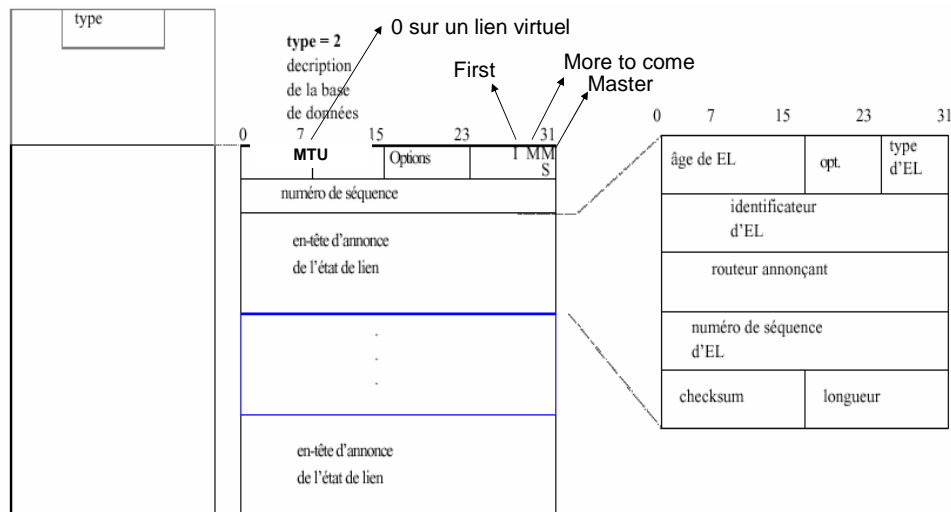 type
0 sur un lien virtuel
type = 2
decription
de la base
de données
First
More to come
Master
0 7 15 23 31
MTU
Options
I M M
S
numéro de séquence
en-tête d'annonce
de l'état de lien
.
.
.
en-tête d'annonce
de l'état de lien
0 7 15 23 31
âge de EL
opt.
type
d'EL
identificateur
d'EL
routeur annonçant
numéro de séquence
d'EL
checksum
longueur